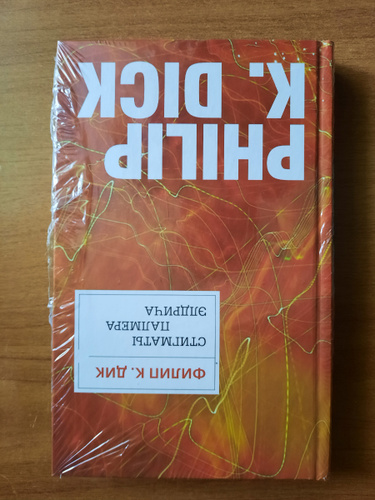 ФИЛИП К. ДИК
СТИГМАТЫ
ПАЛМЕРА
ЭЛДРИЧА
PHILIP
K. DICK